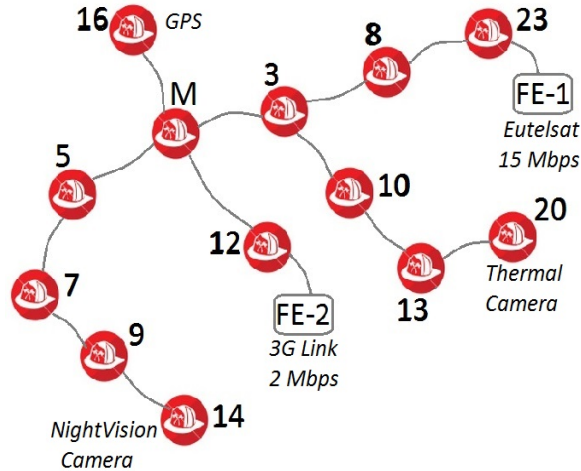 16
GPS
M
3
8
23
FE-1
Eutelsat
15 Mbps
5
10
20
12
Thermal
Camera
7
13
FE-2
3G Link
2 Mbps
9
14
NightVision
Camera